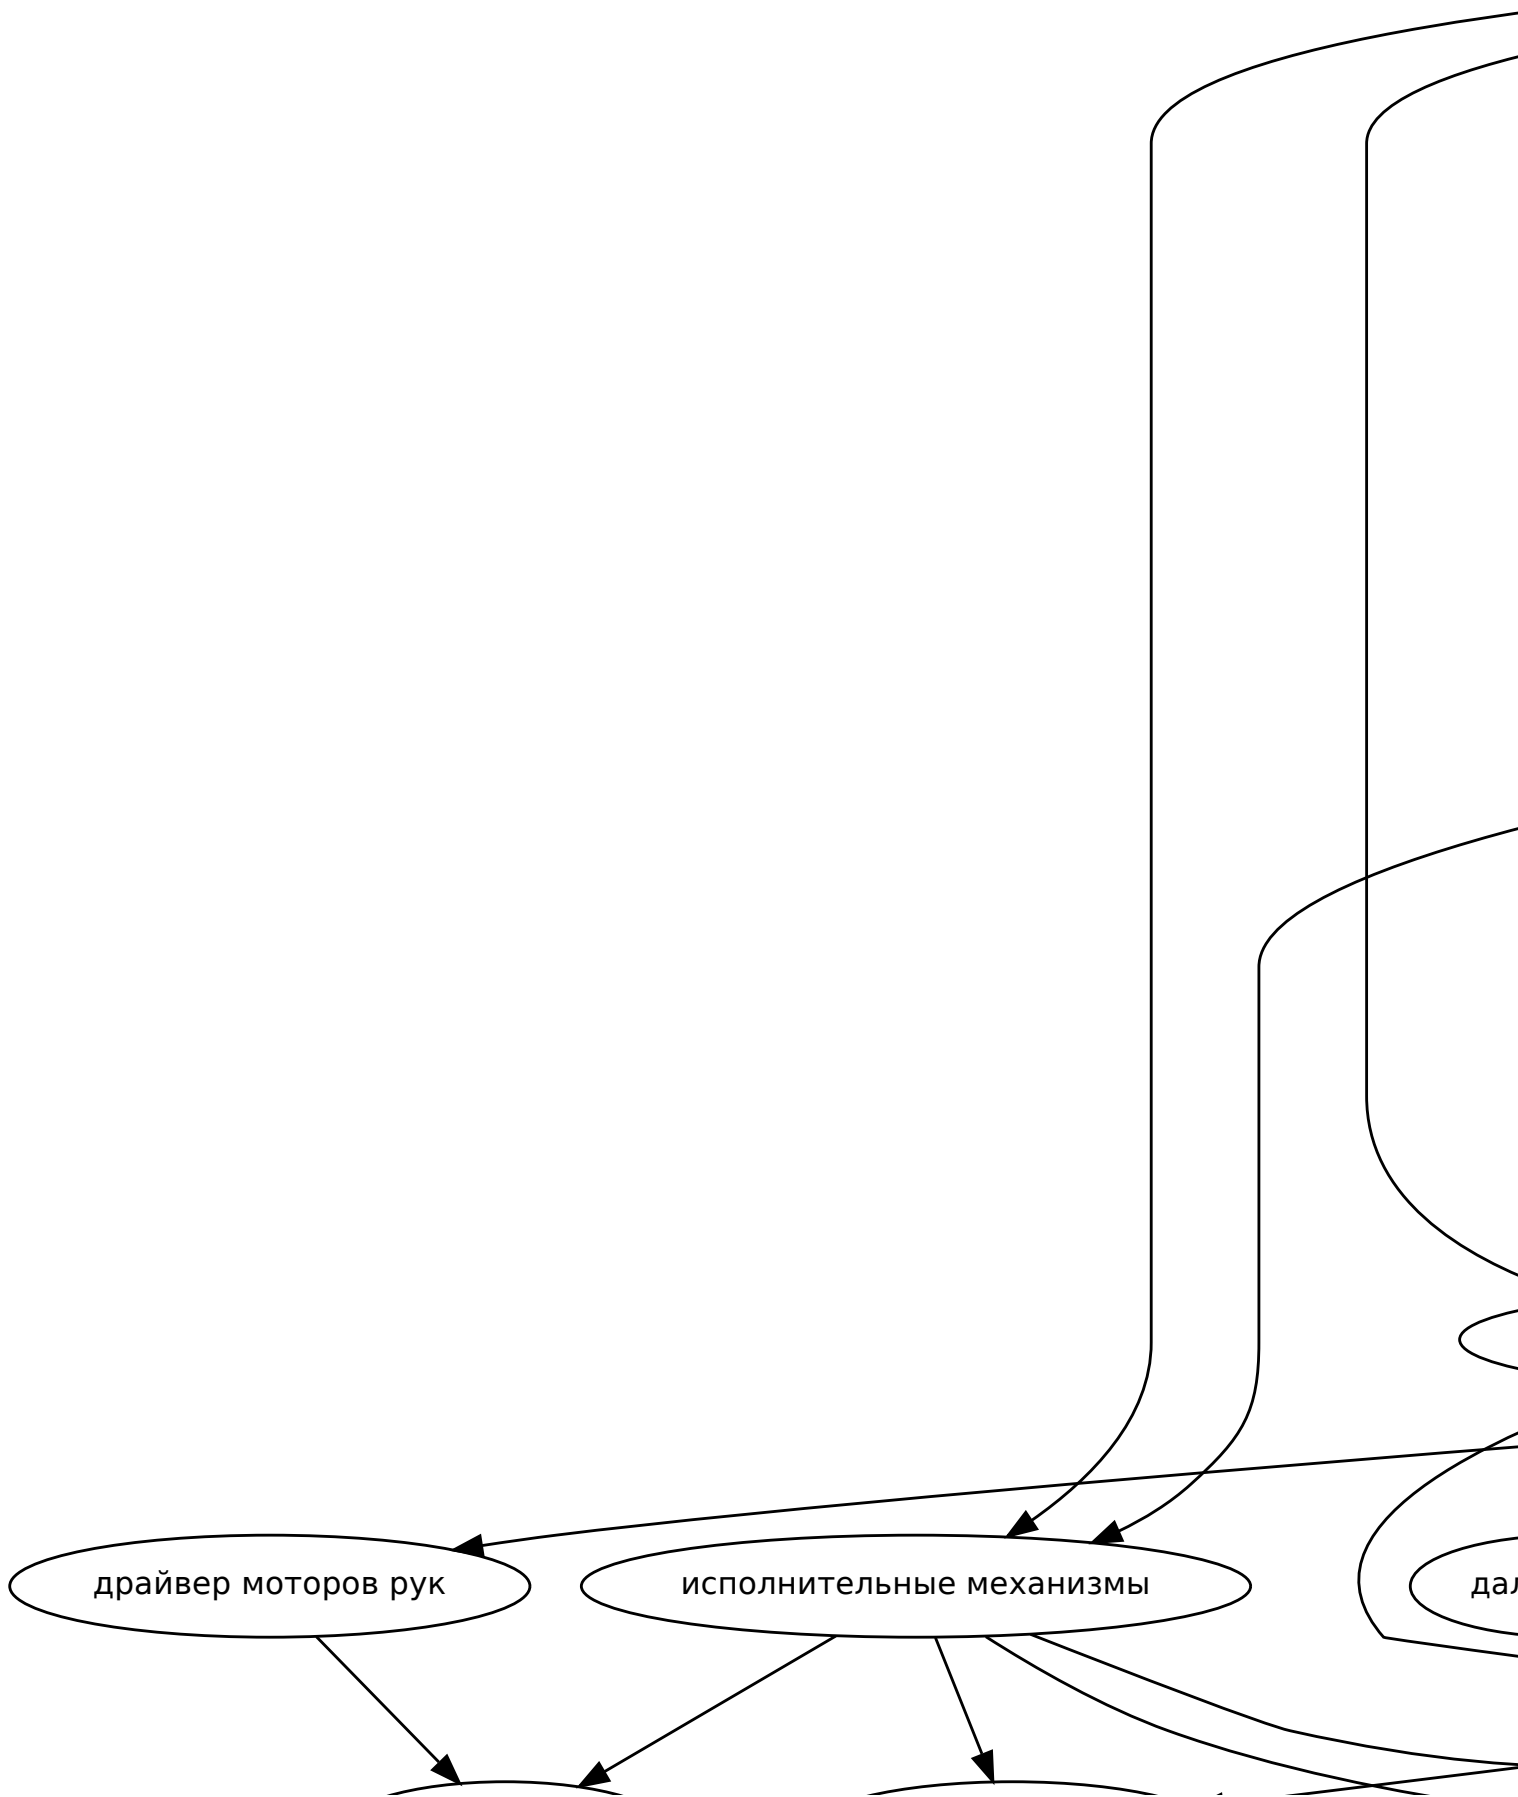 драйвер моторов рук
исполнительные механизмы